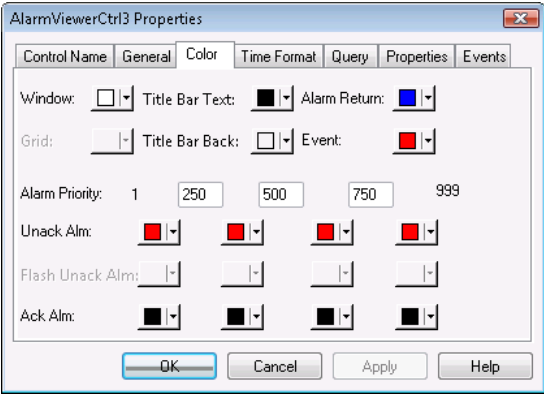 AlarmViewerCtrl3 Properties
Control Name General Color Time Format Query Properties Events
Window: Title Bar Text: Alarm Return:
Grid: Title Bar Back: Event:
Alarm Priority: 1 250 500 750 999
Unack Alm:
Flash Unack Alm:
Ack Alm:
OK Cancel Apply Help